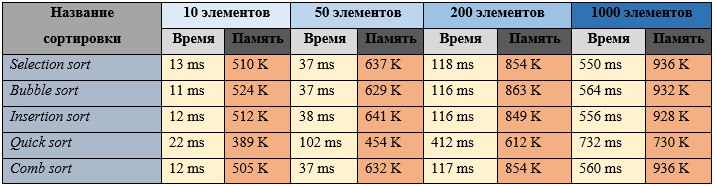 Название сортировки 10 элементов 50 элементов 200 элементов 1000 элементов
Время Память Время Память Время Память Время Память
Selection sort 13 ms 510 K 37 ms 637 K 118 ms 854 K 550 ms 936 K
Bubble sort 11 ms 524 K 37 ms 629 K 116 ms 863 K 564 ms 932 K
Insertion sort 12 ms 512 K 38 ms 641 K 116 ms 849 K 556 ms 928 K
Quick sort 22 ms 389 K 102 ms 454 K 412 ms 612 K 732 ms 730 K
Comb sort 12 ms 505 K 37 ms 632 K 117 ms 854 K 560 ms 936 K